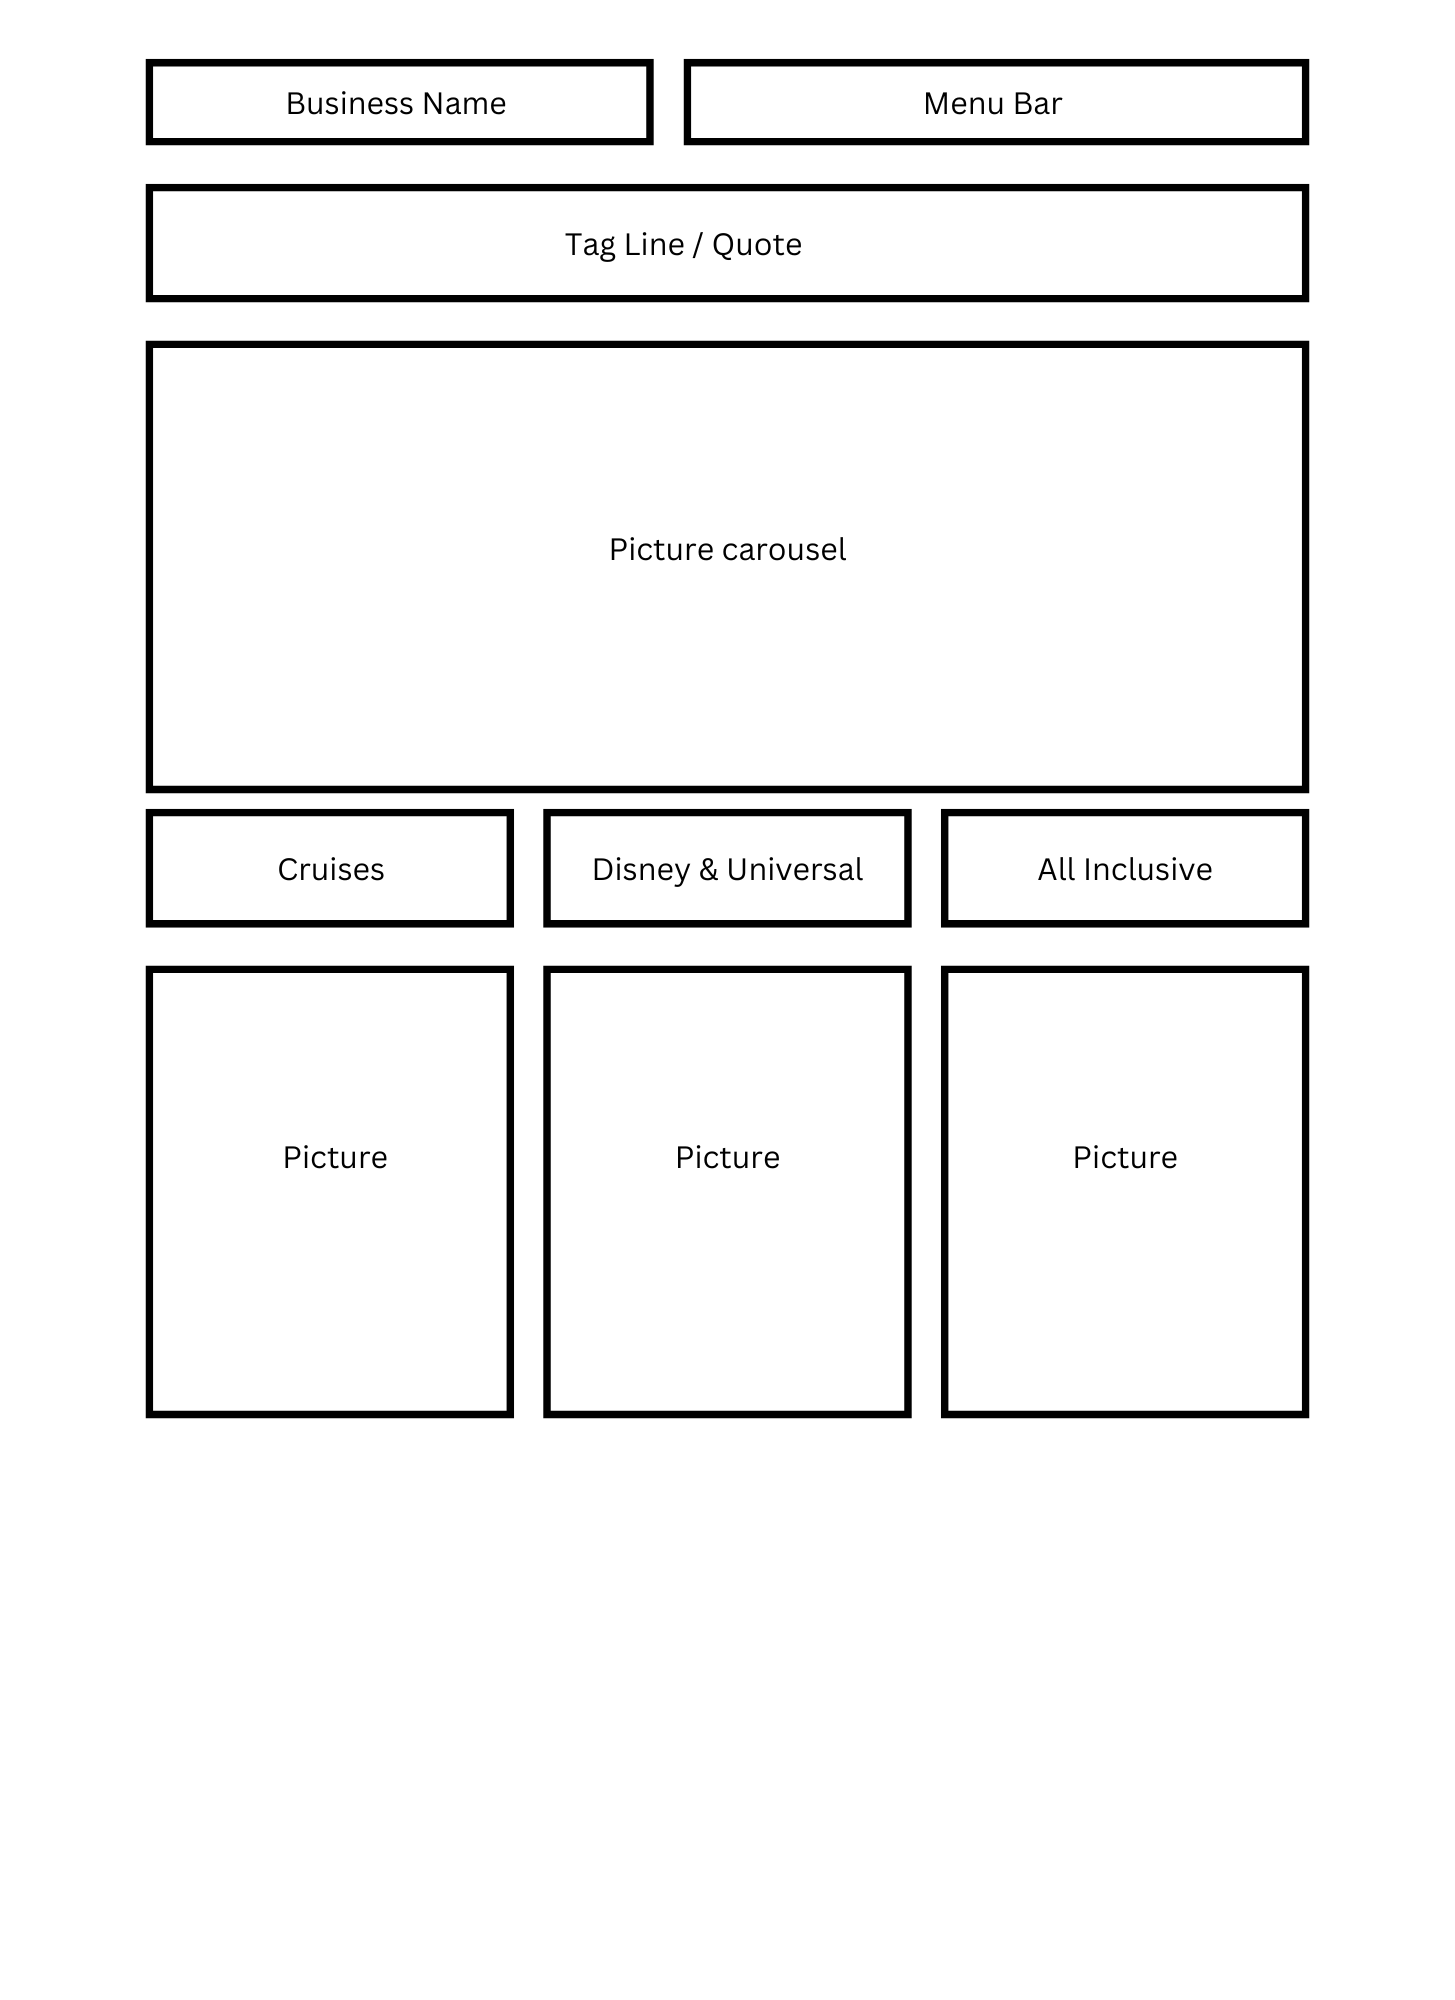 Business Name
Menu Bar
Tag Line / Quote
Picture carousel
Cruises
Disney & Universal
All Inclusive
Picture
Picture
Picture